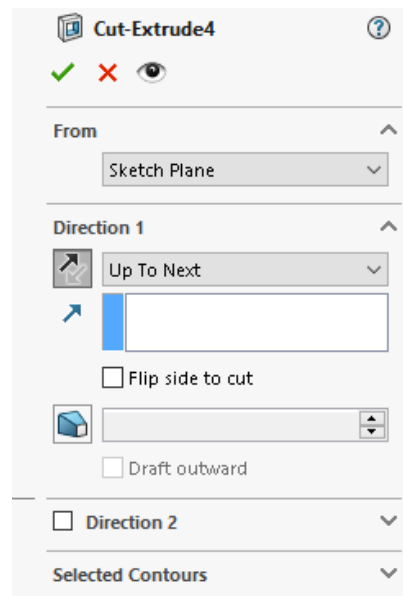 Cut-Extrude4
?
From
Sketch Plane
Direction 1
Up To Next
Flip side to cut
Draft outward
Direction 2
Selected Contours